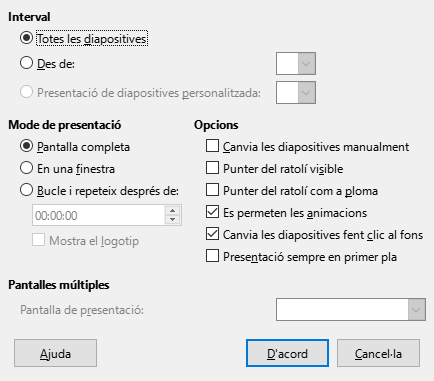 Interval
Totes les diapositives
Des de:
Presentació de diapositives personalitzada:
Mode de presentació
Pantalla completa
En una finestra
Bucle i repeteix després de:
00:00:00
Mostra el logotip
Opcions
Canvia les diapositives manualment
Punter del ratolí visible
Punter del ratolí com a ploma
Es permeten les animacions
Canvia les diapositives fent clic al fons
Presentació sempre en primer pla
Pantalles múltiples
Pantalla de presentació:
Ajuda
D'acord
Cancel·la